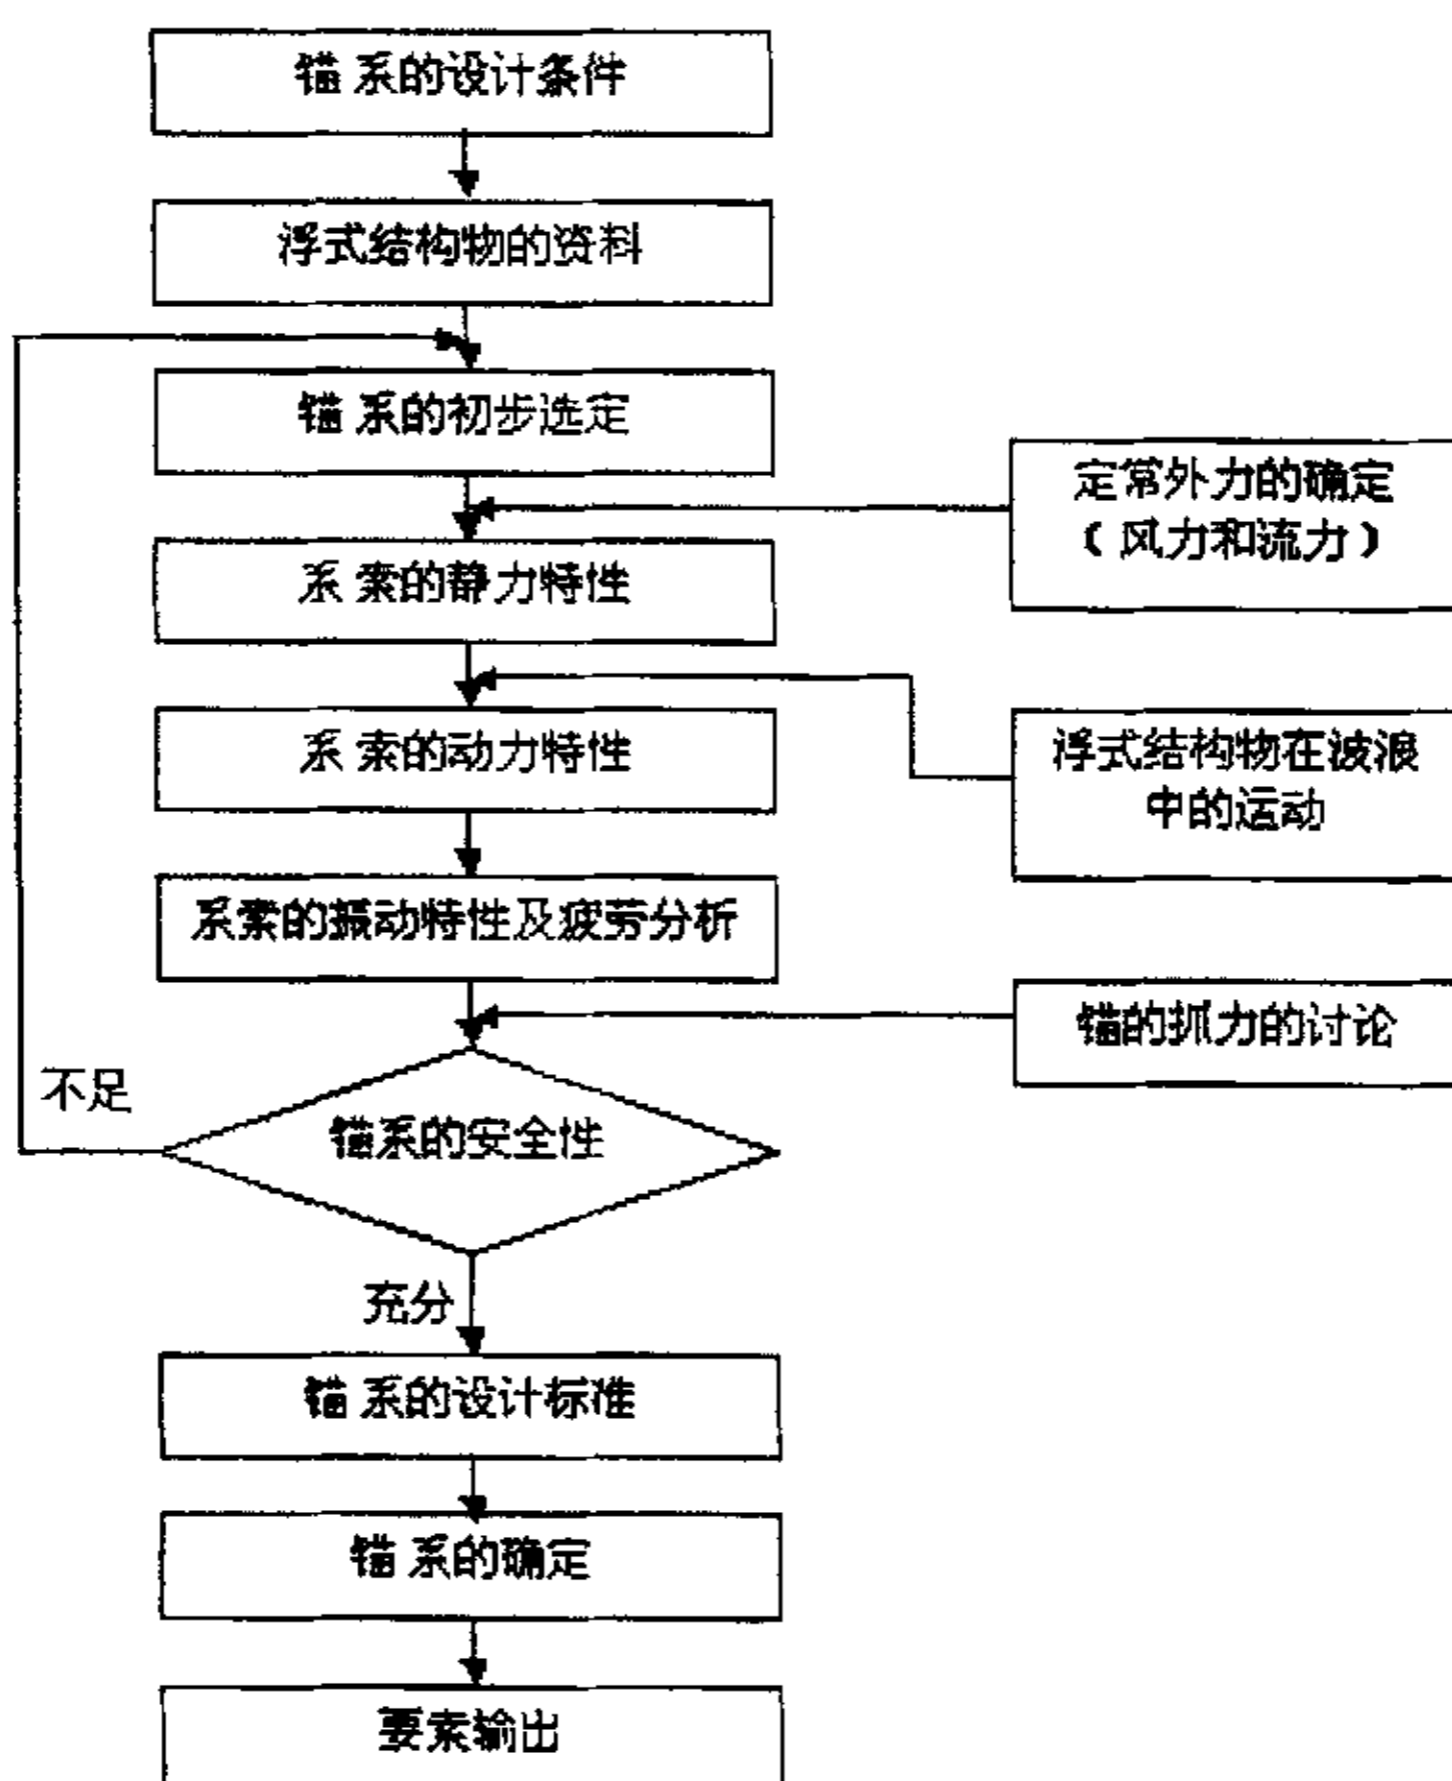 锚 系的设计条件
浮式结构物的资料
锚 系的初步选定
定常外力的确定
（风力和流力）
系 索的静力特性
系 索的动力特性
浮式结构物在波浪
中的运动
系索的振动特性及疲劳分析
锚的抓力的讨论
不足
锚系的安全性
充分
锚 系的设计标准
锚 系的确定
要素输出